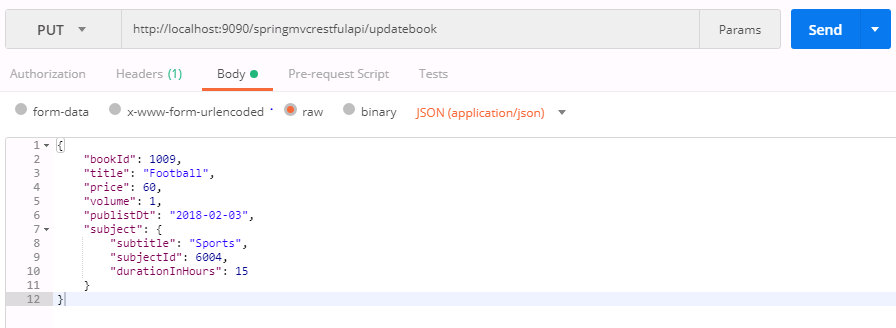 PUT http://localhost:9090/springmvcrestfulapi/updatebook Params Send
Authorization Headers (1) Body Pre-request Script Tests
form-data x-www-form-urlencoded raw binary JSON (application/json)
1 {
2 "bookId": 1009,
3 "title": "Football",
4 "price": 60,
5 "volume": 1,
6 "publistDt": "2018-02-03",
7 "subject": {
8 "subtitle": "Sports",
9 "subjectId": 6004,
10 "durationInHours": 15
11 }
12 }